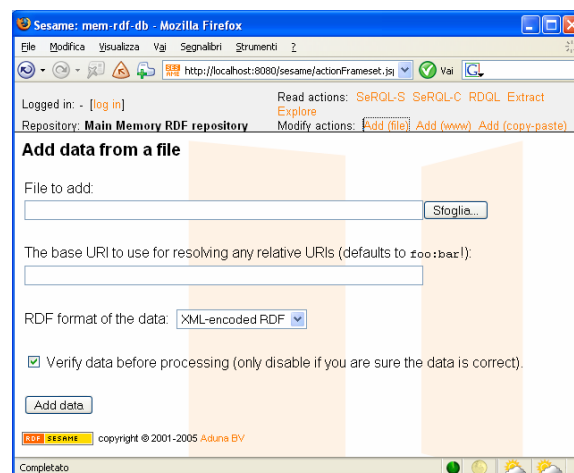 Sesame: mem-rdf-db - Mozilla Firefox
File Modifica Visualizza Vai Segnalibri Strumenti ?
http://localhost:8080/sesame/actionFrameset.jsp Vai
Logged in: - [log in]
Read actions: SeRQL-S SeRQL-C RDQL Extract
Explore
Repository: Main Memory RDF repository
Modify actions: Add (file) Add (www) Add (copy-paste)
Add data from a file
File to add:
Sfoglia...
The base URI to use for resolving any relative URIs (defaults to foo:bar!):
RDF format of the data: XML-encoded RDF
Verify data before processing (only disable if you are sure the data is correct).
Add data
RDF SESAME copyright © 2001-2005 Aduna BV
Completato